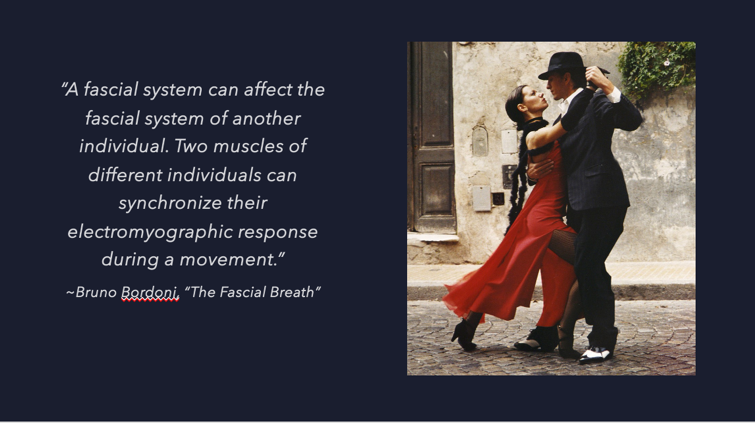 “A fascial system can affect the
fascial system of another
individual. Two muscles of
different individuals can
synchronize their
electromyographic response
during a movement.”
~Bruno Bordoni, “The Fascial Breath”